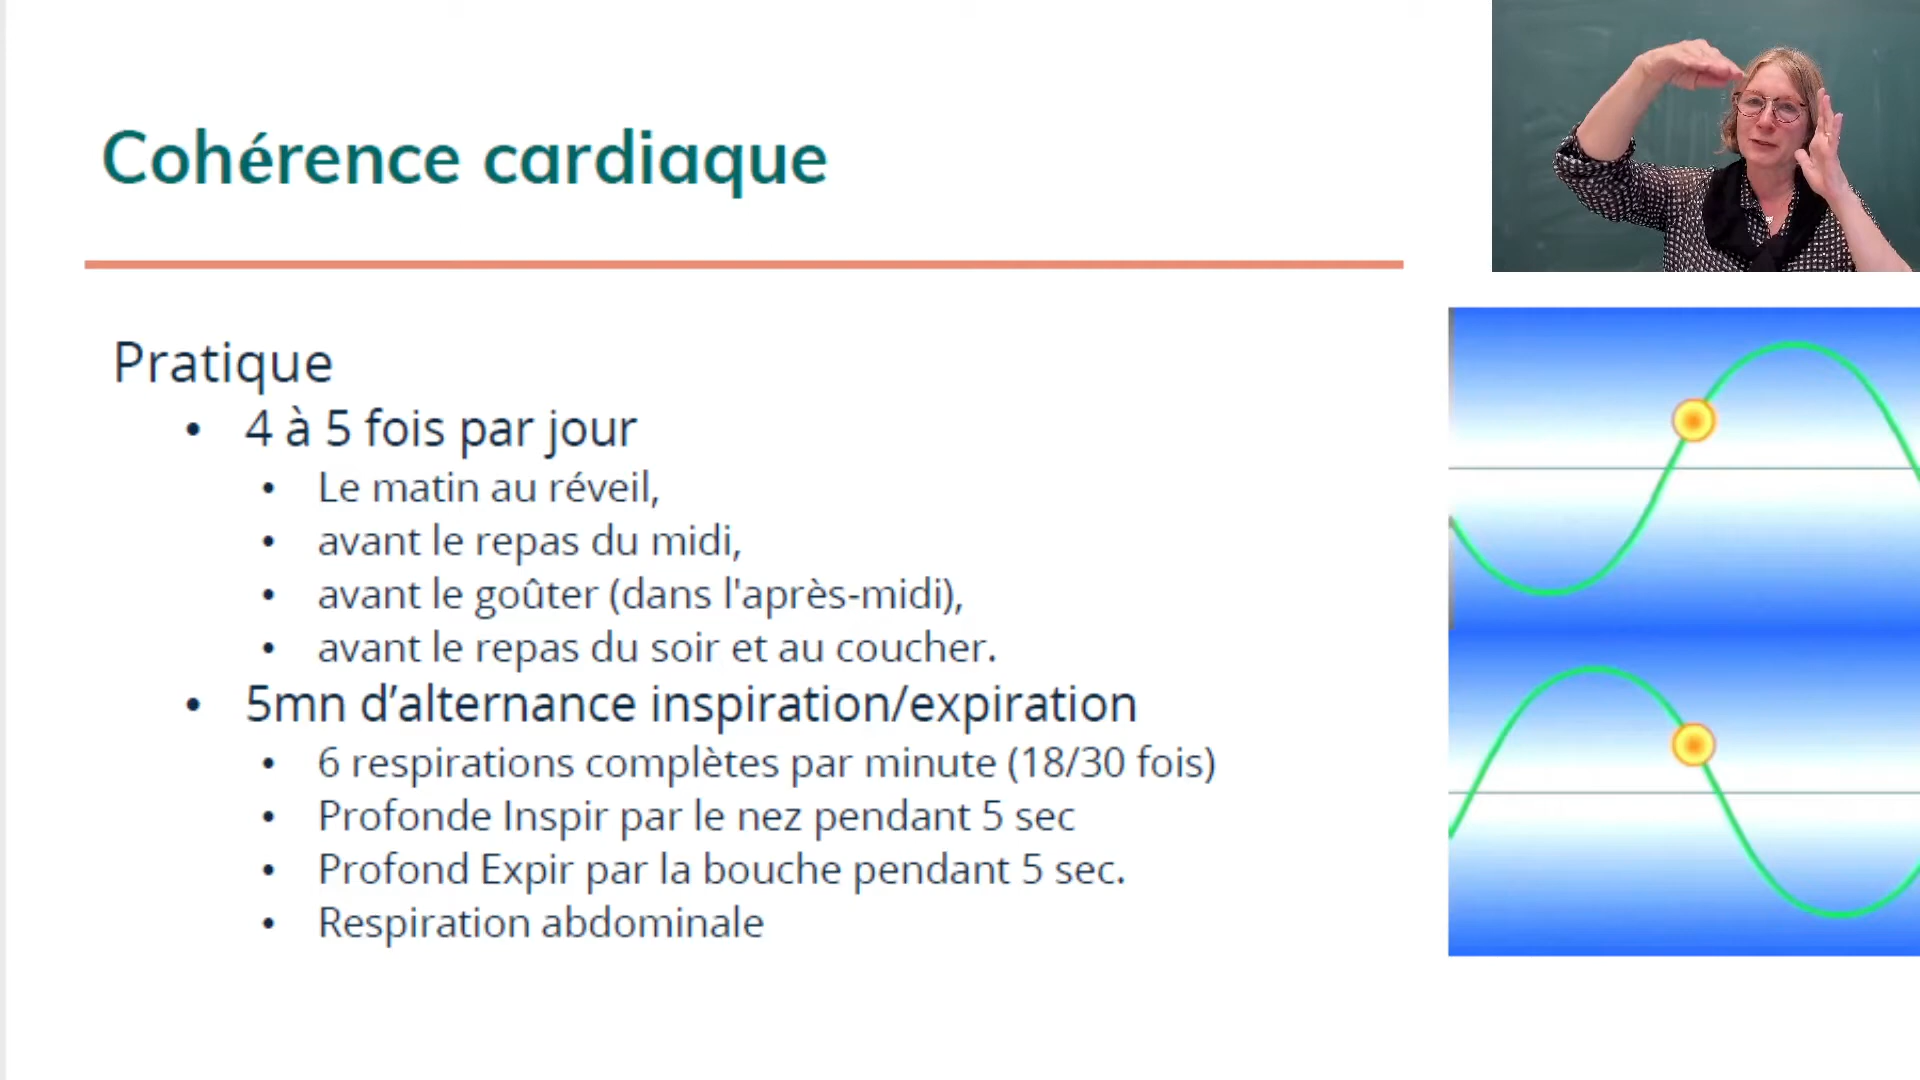 Cohérence cardiaque
Pratique
• 4 à 5 fois par jour
• Le matin au réveil,
• avant le repas du midi,
• avant le goûter (dans l'après-midi),
• avant le repas du soir et au coucher.
• 5mn d’alternance inspiration/expiration
• 6 respirations complètes par minute (18/30 fois)
• Profonde Inspir par le nez pendant 5 sec
• Profond Expir par la bouche pendant 5 sec.
• Respiration abdominale